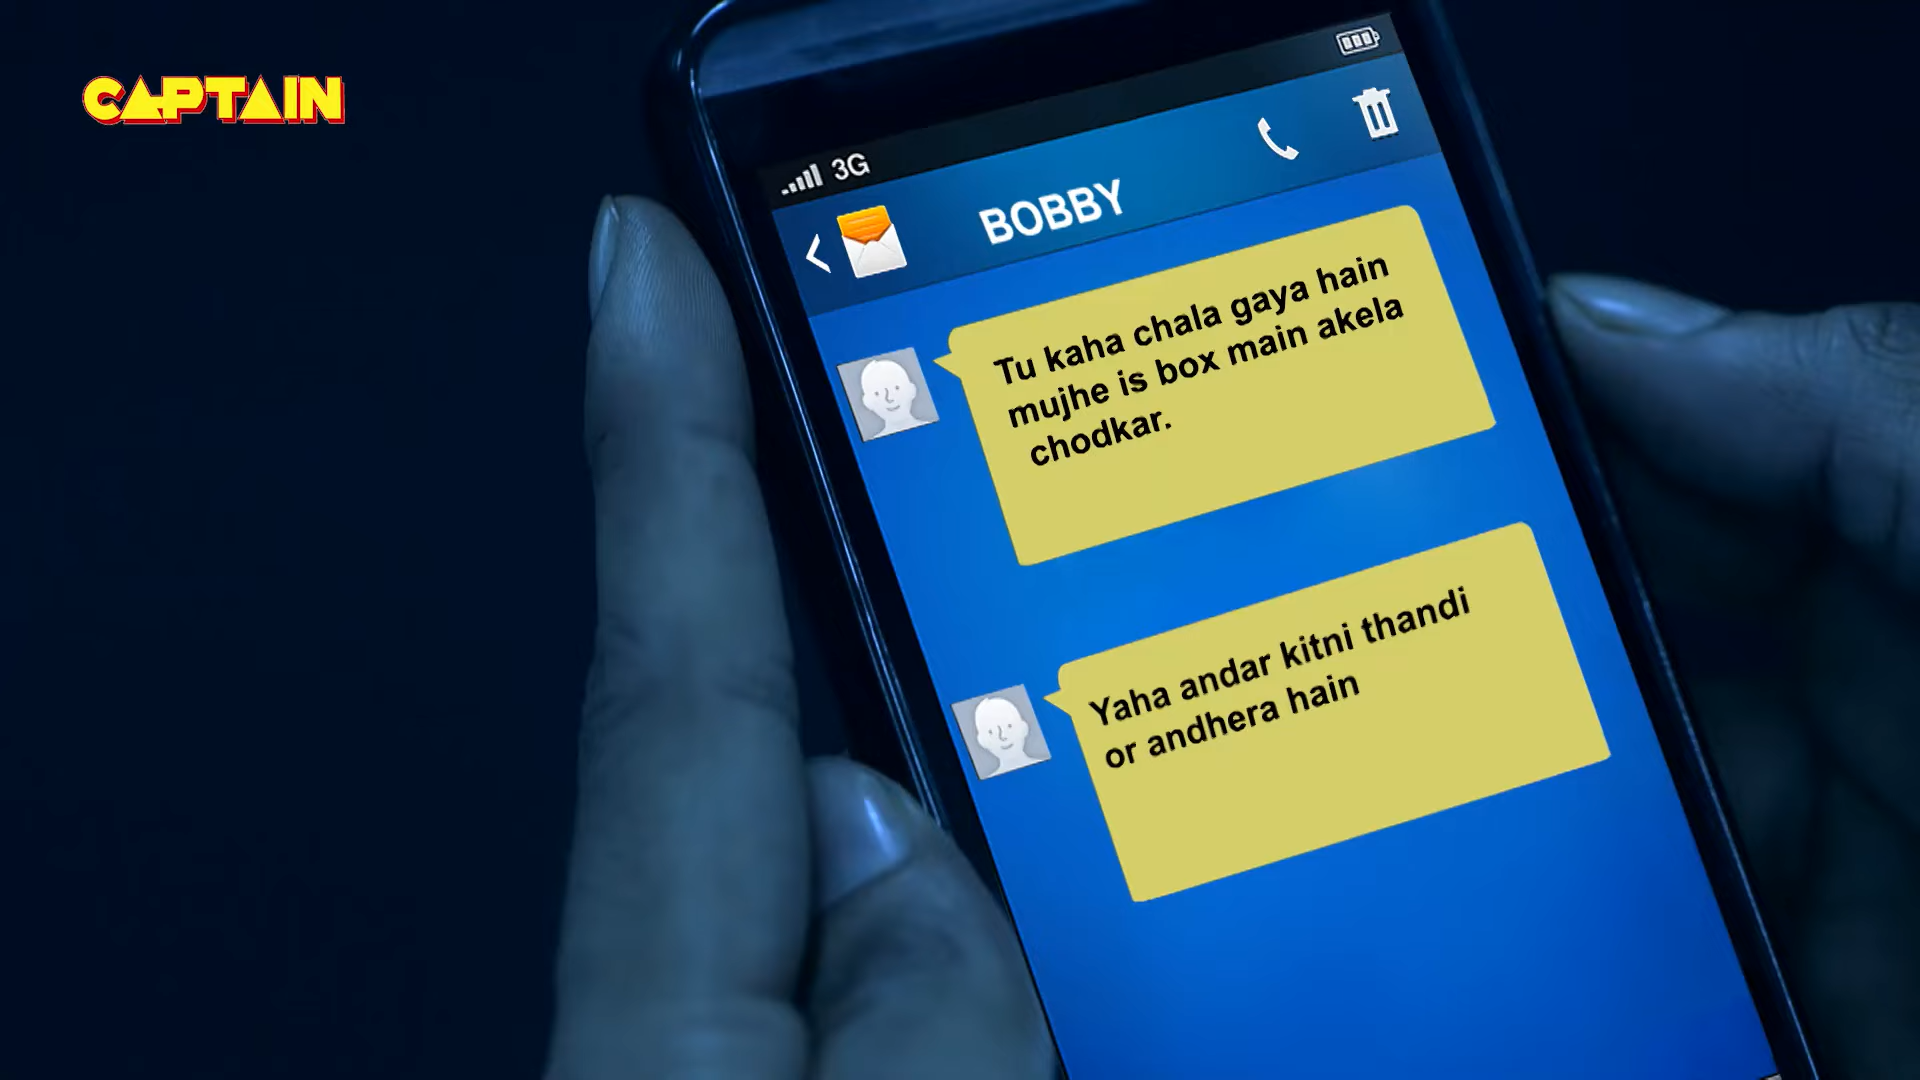 CAPTAIN
3G
BOBBY
Tu kaha chala gaya hain
mujhe is box main akela
chodkar.
Yaha andar kitni thandi
or andhera hain